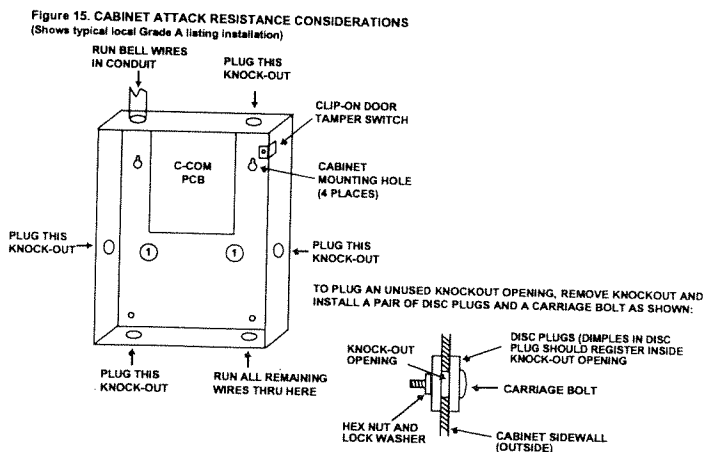 Figure 15. CABINET ATTACK RESISTANCE CONSIDERATIONS
(Shows typical local Grade A listing installation)
RUN BELL WIRES
IN CONDUIT
PLUG THIS
KNOCK-OUT
CLIP-ON DOOR
TAMPER SWITCH
C-COM
PCB
CABINET
MOUNTING HOLE
(4 PLACES)
PLUG THIS
KNOCK-OUT
1
1
PLUG THIS
KNOCK-OUT
TO PLUG AN UNUSED KNOCKOUT OPENING, REMOVE KNOCKOUT AND
INSTALL A PAIR OF DISC PLUGS AND A CARRIAGE BOLT AS SHOWN:
PLUG THIS
KNOCK-OUT
RUN ALL REMAINING
WIRES THRU HERE
KNOCK-OUT
OPENING
DISC PLUGS (DIMPLES IN DISC
PLUG SHOULD REGISTER INSIDE
KNOCK-OUT OPENING
CARRIAGE BOLT
HEX NUT AND
LOCK WASHER
CABINET SIDEWALL
(OUTSIDE)